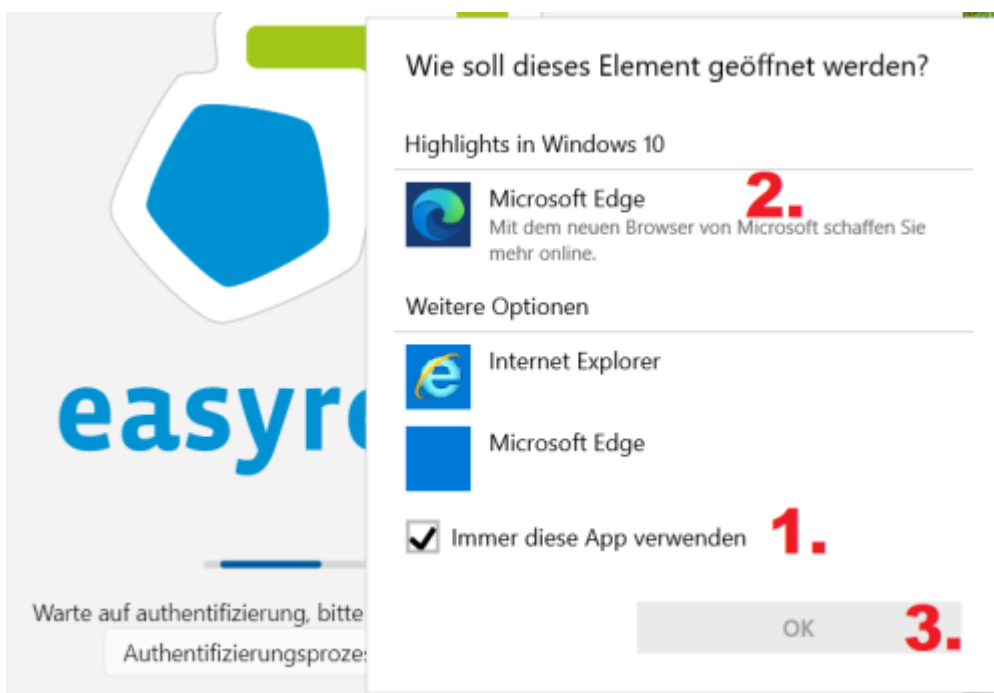 Wie soll dieses Element geöffnet werden?
Highlights in Windows 10
Microsoft Edge
2.
Mit dem neuen Browser von Microsoft schaffen Sie
mehr online.
Weitere Optionen
Internet Explorer
Microsoft Edge
Immer diese App verwenden
1.
OK
3.
easyr
Warte auf authentifizierung, bitte
Authentifizierungsproze